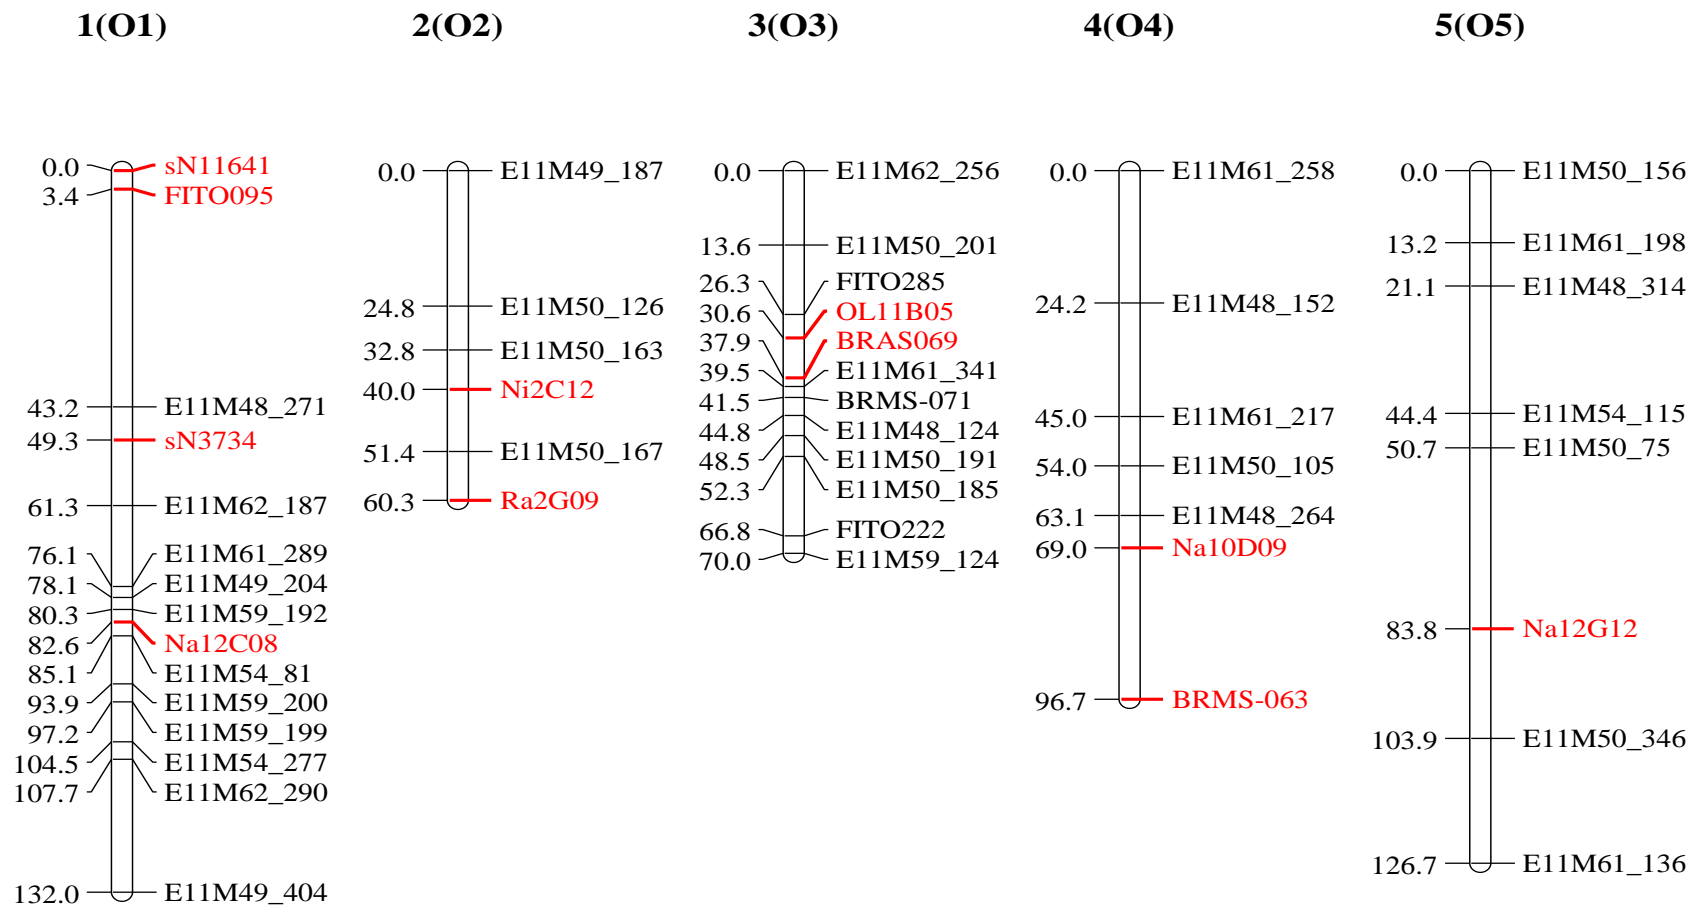 1(O1)
0.0 sN11641
3.4 FITO095
43.2 E11M48_271
49.3 sN3734
61.3 E11M62_187
76.1 E11M61_289
78.1 E11M49_204
80.3 E11M59_192
82.6 Na12C08
85.1 E11M54_81
93.9 E11M59_200
97.2 E11M59_199
104.5 E11M54_277
107.7 E11M62_290
132.0 E11M49_404
2(O2)
0.0 E11M49_187
24.8 E11M50_126
32.8 E11M50_163
40.0 Ni2C12
51.4 E11M50_167
60.3 Ra2G09
3(O3)
0.0 E11M62_256
13.6 E11M50_201
26.3 FITO285
30.6 OL11B05
37.9 BRAS069
39.5 E11M61_341
41.5 BRMS-071
44.8 E11M48_124
48.5 E11M50_191
52.3 E11M50_185
66.8 FITO222
70.0 E11M59_124
4(O4)
0.0 E11M61_258
24.2 E11M48_152
45.0 E11M61_217
54.0 E11M50_105
63.1 E11M48_264
69.0 Na10D09
96.7 BRMS-063
5(O5)
0.0 E11M50_156
13.2 E11M61_198
21.1 E11M48_314
44.4 E11M54_115
50.7 E11M50_75
83.8 Na12G12
103.9 E11M50_346
126.7 E11M61_136